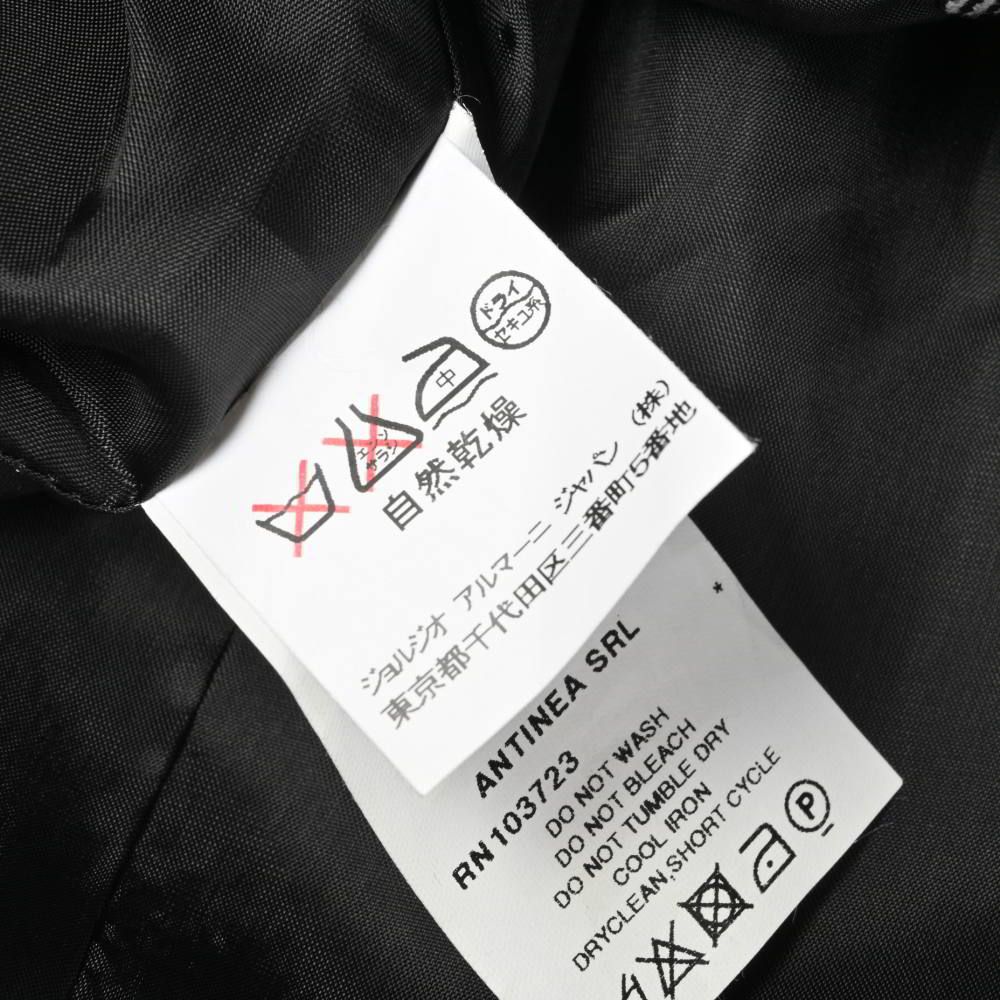 ドライ
セキユ系
中
エンソ
サラシ
自然乾燥
ジョルジオ アルマーニ ジャパン (株)
東京都千代田区三番町5番地
*
ANTINEA SRL
RN 103723
DO NOT WASH
DO NOT BLEACH
DO NOT TUMBLE DRY
COOL IRON
DRYCLEAN,SHORT CYCLE
P